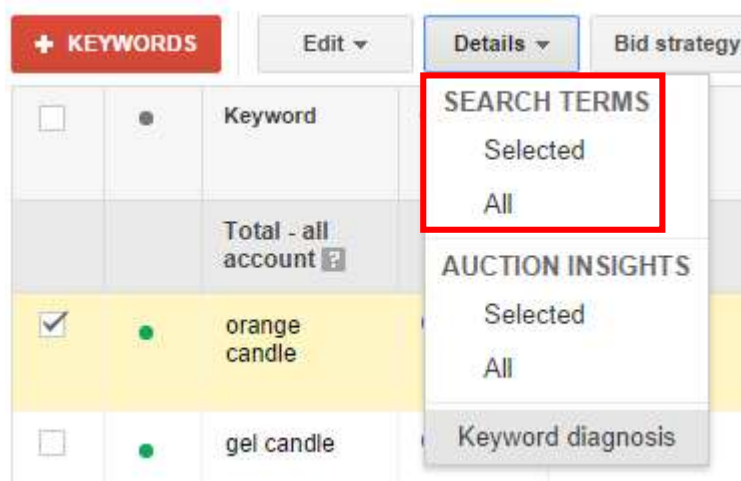 + KEYWORDS
Edit
Details
Bid strategy
Keyword
SEARCH TERMS
Selected
All
Total - all
account ?
AUCTION INSIGHTS
Selected
All
orange
candle
gel candle
Keyword diagnosis